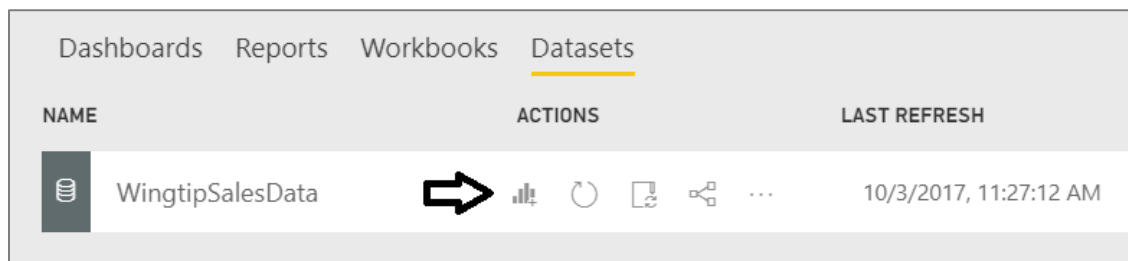 Dashboards Reports Workbooks Datasets
NAME ACTIONS LAST REFRESH
WingtipSalesData ... 10/3/2017, 11:27:12 AM